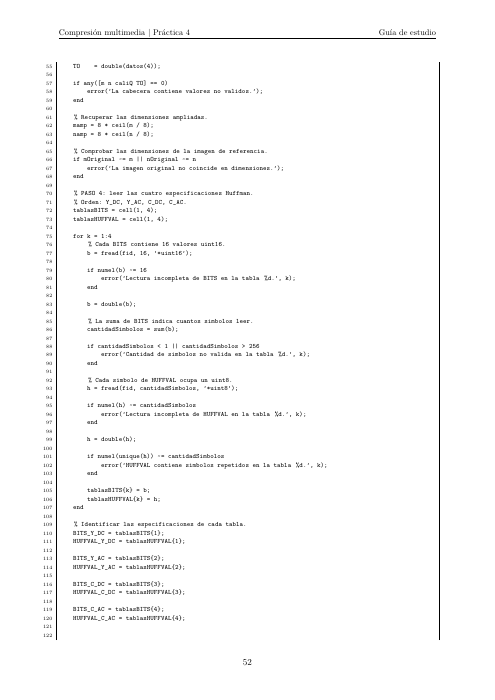 Compresión multimedia | Práctica 4 Guía de estudio
55 TO = double(datos(4));
56
57 if any([m n caliQ TO] == 0)
58 error('La cabecera contiene valores no validos.');
59 end
60
61 % Recuperar las dimensiones ampliadas.
62 mamp = 8 * ceil(m / 8);
63 namp = 8 * ceil(n / 8);
64
65 % Comprobar las dimensiones de la imagen de referencia.
66 if mOriginal ~= m || nOriginal ~= n
67 error('La imagen original no coincide en dimensiones.');
68 end
69
70 % PASO 4: leer las cuatro especificaciones Huffman.
71 % Orden: Y_DC, Y_AC, C_DC, C_AC.
72 tablasBITS = cell(1, 4);
73 tablasHUFFVAL = cell(1, 4);
74
75 for k = 1:4
76 % Cada BITS contiene 16 valores uint16.
77 b = fread(fid, 16, '*uint16');
78
79 if numel(b) ~= 16
80 error('Lectura incompleta de BITS en la tabla %d.', k);
81 end
82
83 b = double(b);
84
85 % La suma de BITS indica cuantos simbolos leer.
86 cantidadSimbolos = sum(b);
87
88 if cantidadSimbolos < 1 || cantidadSimbolos > 256
89 error('Cantidad de simbolos no valida en la tabla %d.', k);
90 end
91
92 % Cada simbolo de HUFFVAL ocupa un uint8.
93 h = fread(fid, cantidadSimbolos, '*uint8');
94
95 if numel(h) ~= cantidadSimbolos
96 error('Lectura incompleta de HUFFVAL en la tabla %d.', k);
97 end
98
99 h = double(h);
100
101 if numel(unique(h)) ~= cantidadSimbolos
102 error('HUFFVAL contiene simbolos repetidos en la tabla %d.', k);
103 end
104
105 tablasBITS{k} = b;
106 tablasHUFFVAL{k} = h;
107 end
108
109 % Identificar las especificaciones de cada tabla.
110 BITS_Y_DC = tablasBITS{1};
111 HUFFVAL_Y_DC = tablasHUFFVAL{1};
112
113 BITS_Y_AC = tablasBITS{2};
114 HUFFVAL_Y_AC = tablasHUFFVAL{2};
115
116 BITS_C_DC = tablasBITS{3};
117 HUFFVAL_C_DC = tablasHUFFVAL{3};
118
119 BITS_C_AC = tablasBITS{4};
120 HUFFVAL_C_AC = tablasHUFFVAL{4};
121
122
52